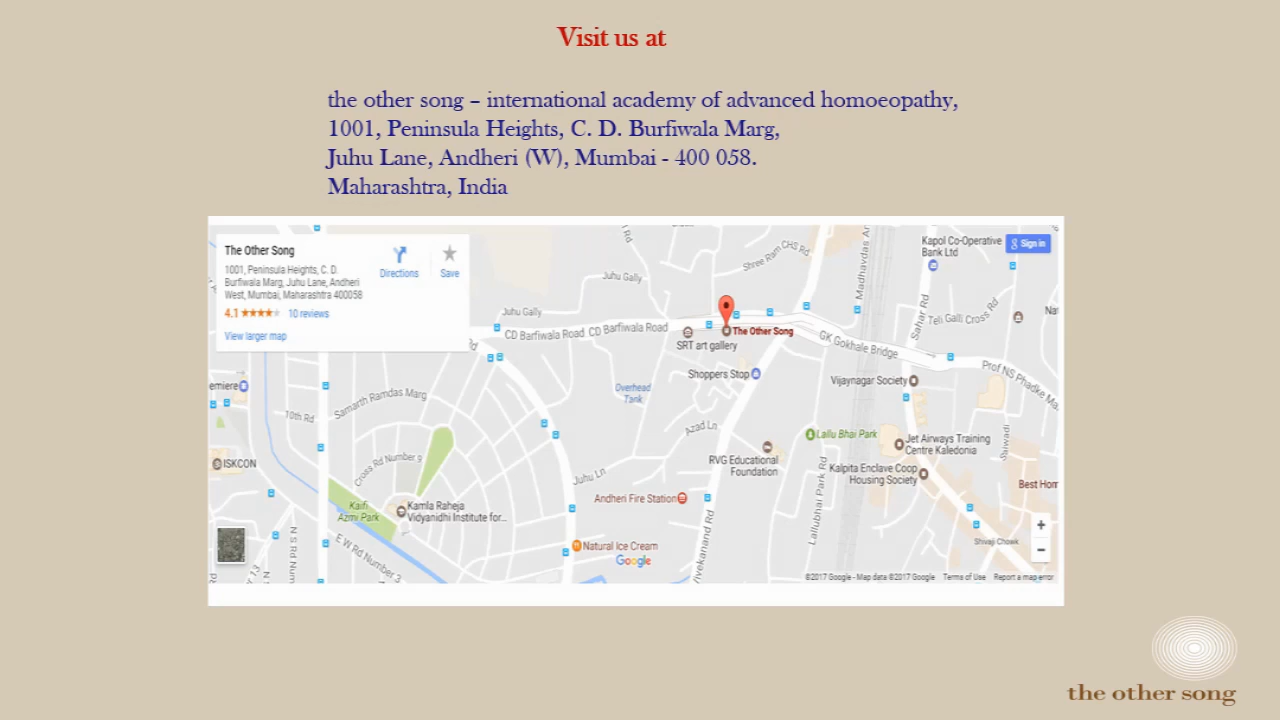 Visit us at
the other song – international academy of advanced homoeopathy,
1001, Peninsula Heights, C. D. Burfiwala Marg,
Juhu Lane, Andheri (W), Mumbai - 400 058.
Maharashtra, India
The Other Song
1001, Peninsula Heights, C. D.
Burfiwala Marg, Juhu Lane, Andheri
West, Mumbai, Maharashtra 400058
4.1 10 reviews
View larger map
Directions
Save
Sign in
Kapol Co-Operative
Bank Ltd
Shree Ram CHS Rd
Juhu Gally
Juhu Gally
CD Barfiwala Road
CD Barfiwala Road
The Other Song
SRT art gallery
GK Gokhale Bridge
Sahar Rd
Teli Galli Cross Rd
Shoppers Stop
Vijaynagar Society
Prof NS Phadke
emiere
Overhead
Tank
Samarth Ramdas Marg
10th Rd
Azad Ln
Lallu Bhai Park
Jet Airways Training
Centre Kaledonia
ISKCON
Cross Rd Number 9
RVG Educational
Foundation
Kalpita Enclave Coop
Housing Society
Juhu Ln
Andheri Fire Station
Lallubhai Park Rd
Best Hom
Kaifi
Azmi Park
Kamla Raheja
Vidyanidhi Institute for...
ivekanand Rd
Shivaji Chowk
N S Rd Num
E W Rd Number 3
Natural Ice Cream
Google
©2017 Google - Map data ©2017 Google Terms of Use Report a map error
the other song